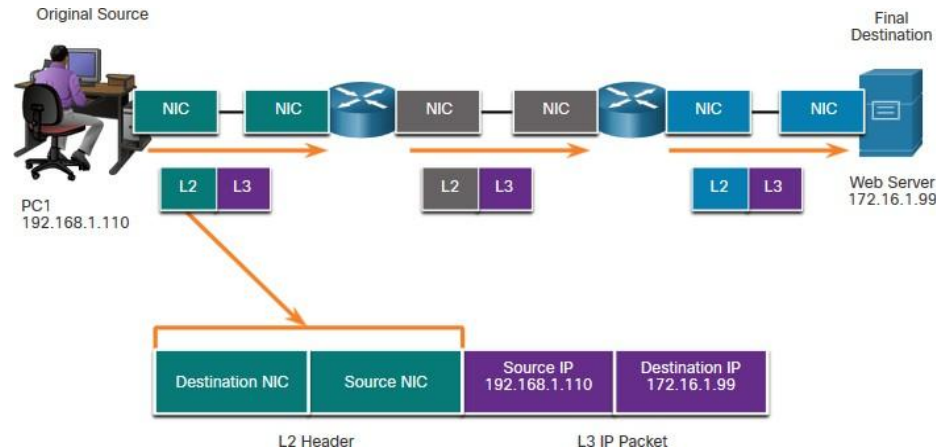 Original Source
Final
Destination
NIC
NIC
NIC
NIC
NIC
NIC
L2
L3
L2
L3
L2
L3
PC1
192.168.1.110
Web Server
172.16.1.99
Destination NIC
Source NIC
Source IP
192.168.1.110
Destination IP
172.16.1.99
L2 Header
L3 IP Packet